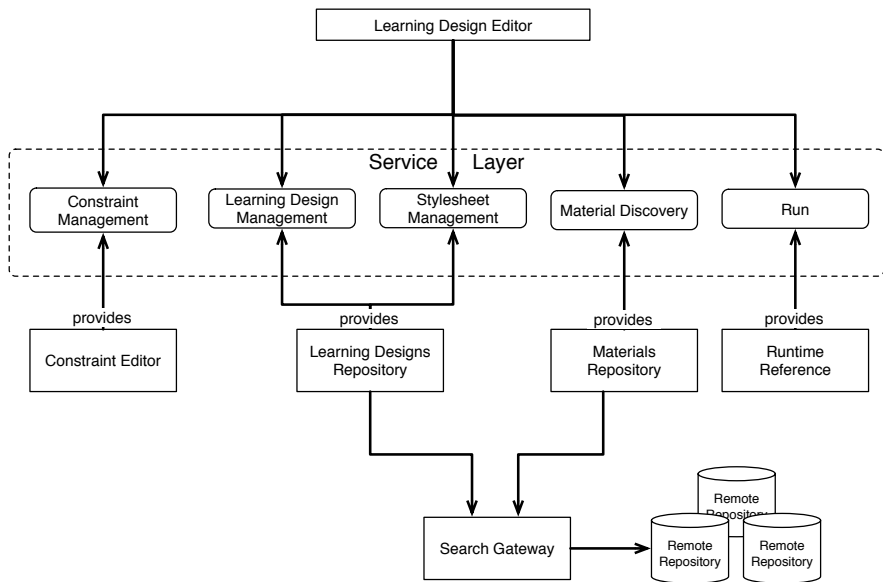 Learning Design Editor
Service Layer
Constraint
Management
Learning Design
Management
Stylesheet
Management
Material Discovery
Run
provides
provides
provides
provides
Constraint Editor
Learning Designs
Repository
Materials
Repository
Runtime
Reference
Search Gateway
Remote
Repository
Remote
Repository
Remote
Repository